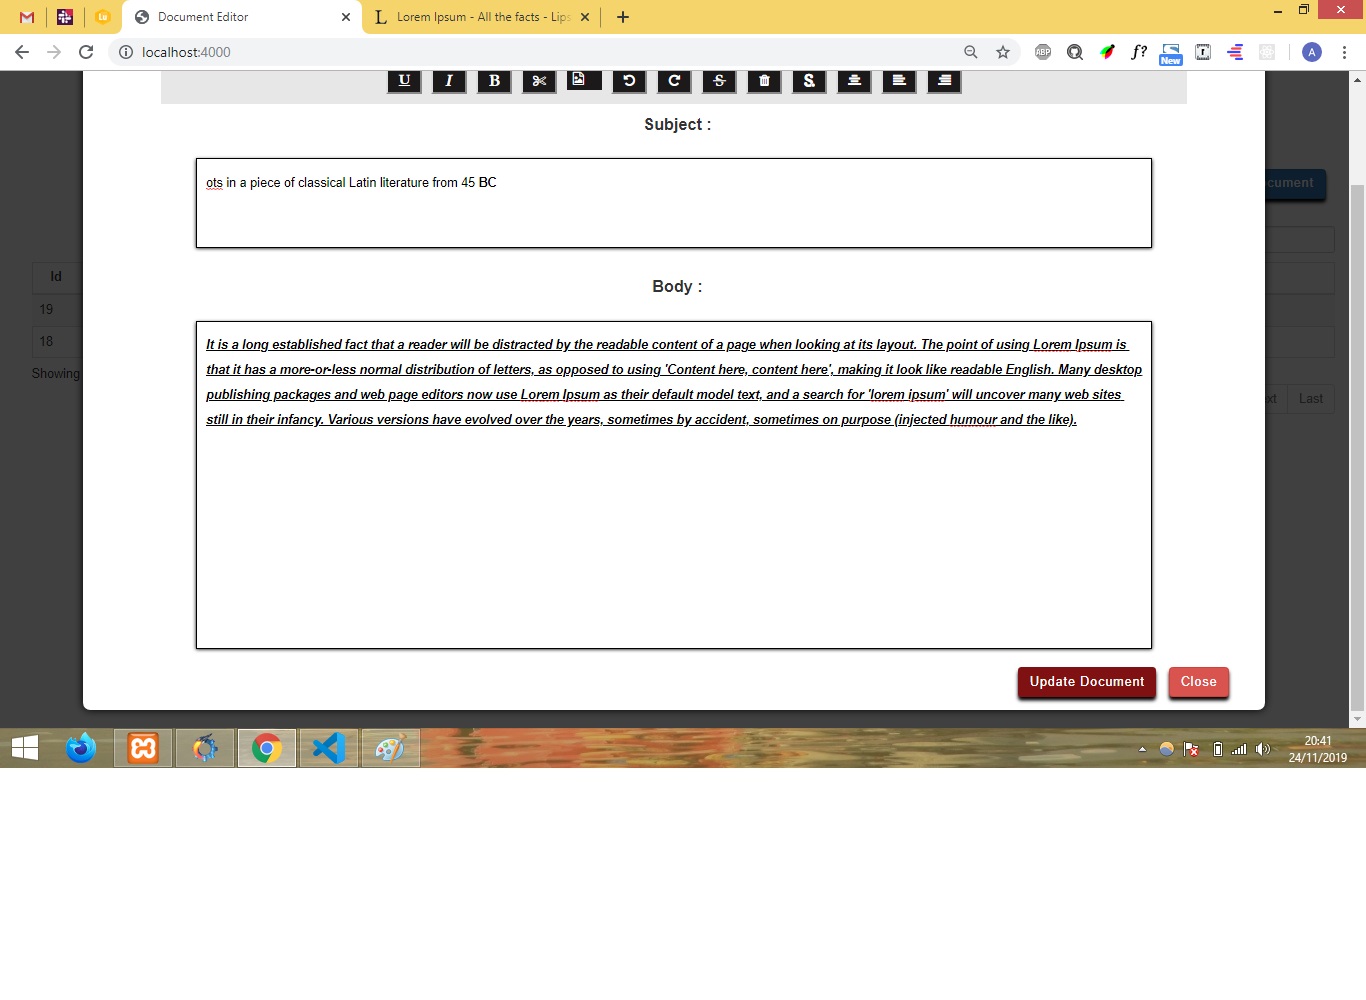 Document Editor
Lorem Ipsum - All the facts - Lips
localhost:4000
ABP
f?
New
A
U I B S S
Subject :
ots in a piece of classical Latin literature from 45 BC
cument
Id
19
18
Showing
Last
Body :
It is a long established fact that a reader will be distracted by the readable content of a page when looking at its layout. The point of using Lorem Ipsum is
that it has a more-or-less normal distribution of letters, as opposed to using 'Content here, content here', making it look like readable English. Many desktop
publishing packages and web page editors now use Lorem Ipsum as their default model text, and a search for 'lorem ipsum' will uncover many web sites
still in their infancy. Various versions have evolved over the years, sometimes by accident, sometimes on purpose (injected humour and the like).
Update Document
Close
20:41
24/11/2019